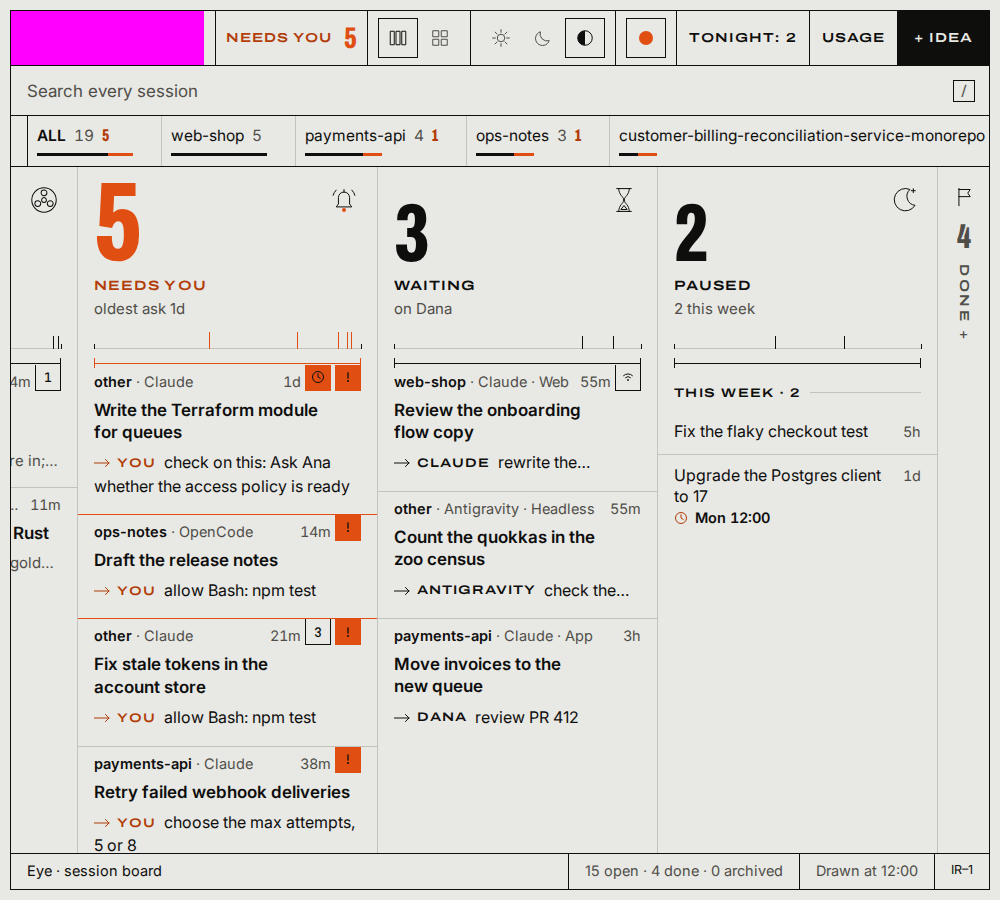 NEEDS YOU 5
TONIGHT: 2
USAGE
+ IDEA
Search every session
/
ALL 19 5
web-shop 5
payments-api 4 1
ops-notes 3 1
customer-billing-reconciliation-service-monorepo
4m 1
re in;...
.. 11m
Rust
gold...
5
NEEDS YOU
oldest ask 1d
other · Claude 1d !
Write the Terraform module
for queues
→ YOU check on this: Ask Ana
whether the access policy is ready
ops-notes · OpenCode 14m !
Draft the release notes
→ YOU allow Bash: npm test
other · Claude 21m 3 !
Fix stale tokens in the
account store
→ YOU allow Bash: npm test
payments-api · Claude 38m !
Retry failed webhook deliveries
→ YOU choose the max attempts,
5 or 8
3
WAITING
on Dana
web-shop · Claude · Web 55m
Review the onboarding
flow copy
→ CLAUDE rewrite the...
other · Antigravity · Headless 55m
Count the quokkas in the
zoo census
→ ANTIGRAVITY check the...
payments-api · Claude · App 3h
Move invoices to the
new queue
→ DANA review PR 412
2
PAUSED
2 this week
THIS WEEK · 2
Fix the flaky checkout test 5h
Upgrade the Postgres client 1d
to 17
Mon 12:00
4 DONE +
Eye · session board
15 open · 4 done · 0 archived
Drawn at 12:00
IR–1